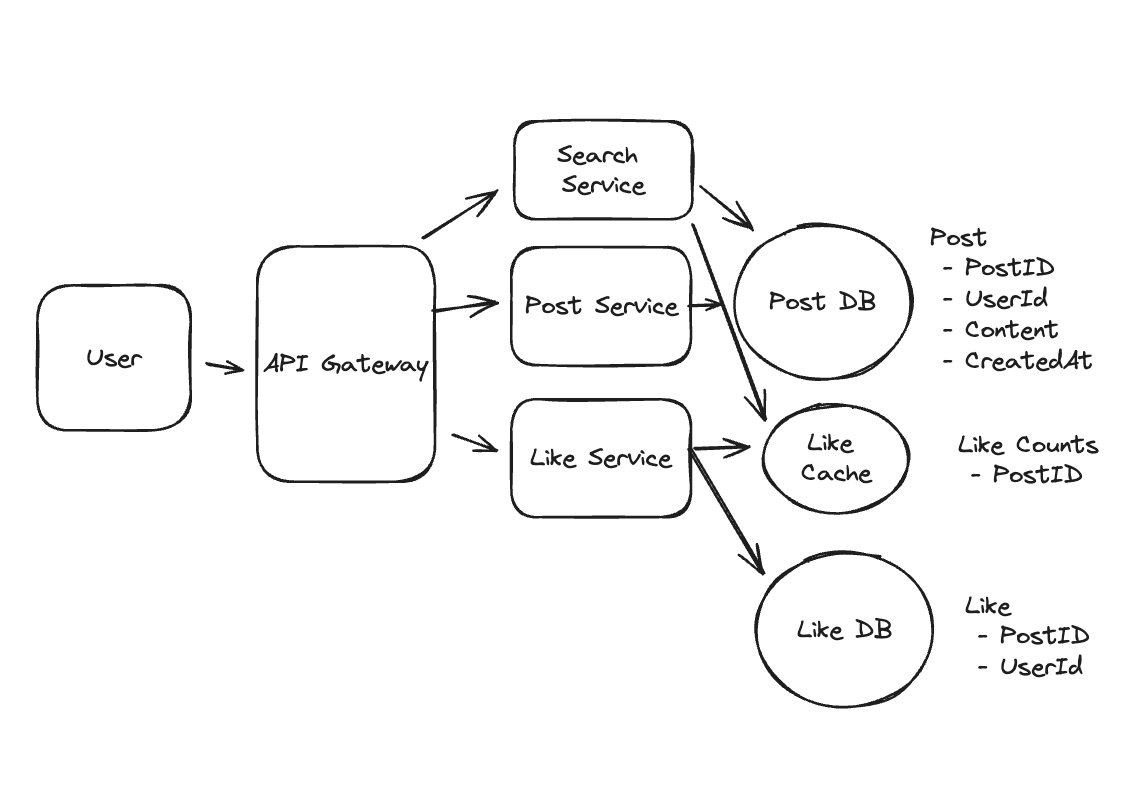 Search
Service
Post
- PostID
- UserId
- Content
- CreatedAt
Post Service
Post DB
User
API Gateway
Like Service
Like
Cache
Like Counts
- PostID
Like DB
Like
- PostID
- UserId